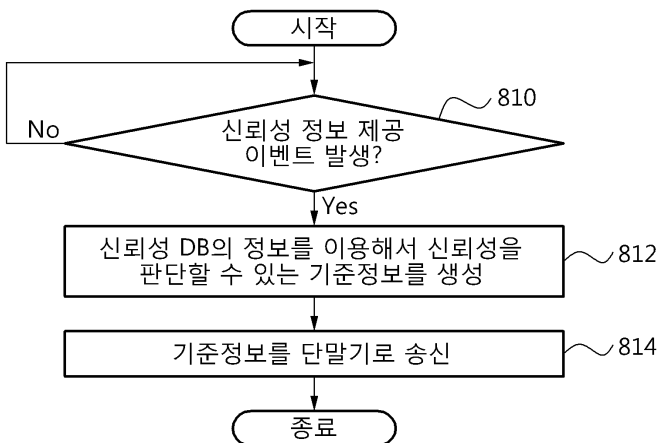 시작
810
No
신뢰성 정보 제공
이벤트 발생?
Yes
신뢰성 DB의 정보를 이용해서 신뢰성을
판단할 수 있는 기준정보를 생성
812
기준정보를 단말기로 송신
814
종료